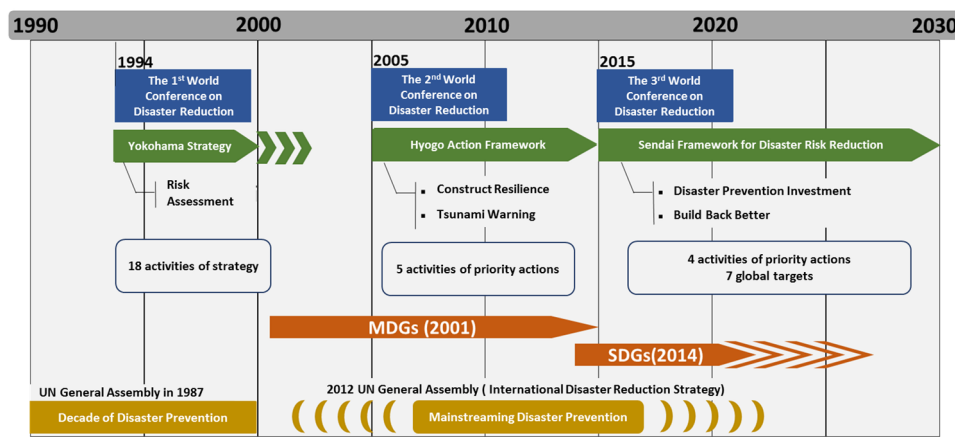 1990 2000 2010 2020 2030
1994
The 1st World
Conference on
Disaster Reduction
2005
The 2nd World
Conference on
Disaster Reduction
2015
The 3rd World
Conference on
Disaster Reduction
Yokohama Strategy
Hyogo Action Framework
Sendai Framework for Disaster Risk Reduction
Risk
Assessment
▪ Construct Resilience
▪ Tsunami Warning
▪ Disaster Prevention Investment
▪ Build Back Better
18 activities of strategy
5 activities of priority actions
4 activities of priority actions
7 global targets
MDGs (2001)
SDGs(2014)
UN General Assembly in 1987
2012 UN General Assembly ( International Disaster Reduction Strategy)
Decade of Disaster Prevention
Mainstreaming Disaster Prevention